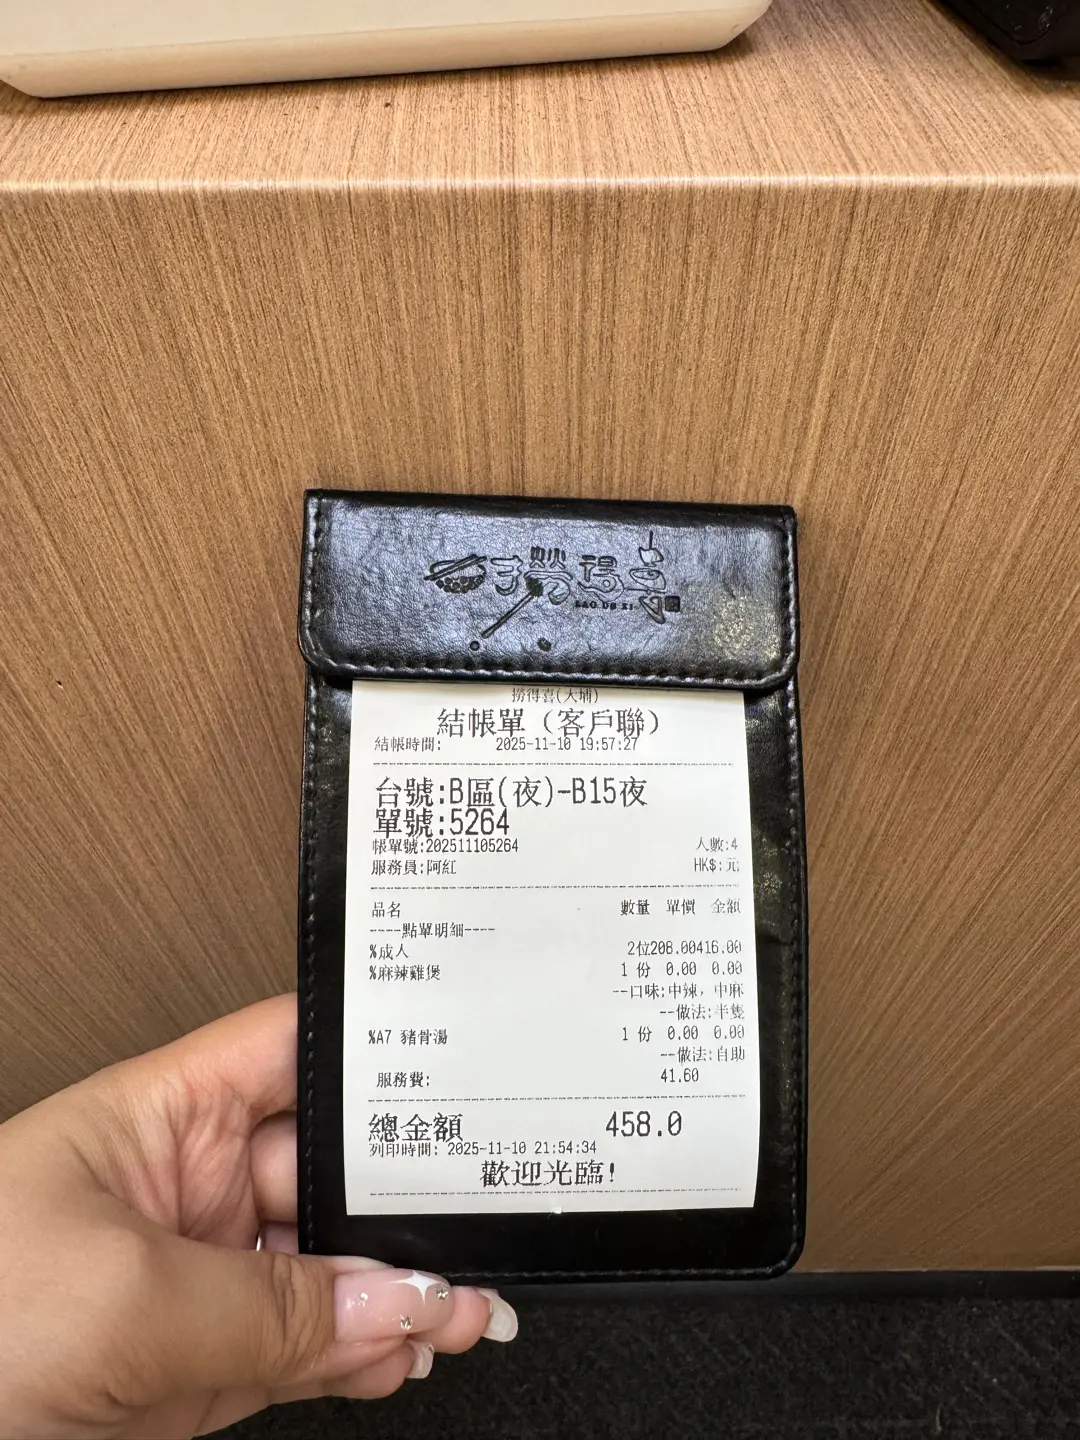 撈得喜
LAO DE XI
撈得喜(大埔)
結帳單（客戶聯）
結帳時間: 2025-11-10 19:57:27
台號:B區(夜)-B15夜
單號:5264
帳單號:202511105264 人數:4
服務員:阿紅 HK$:元
品名 數量 單價 金額
----點單明細----
%成人 2位208.00416.00
%麻辣雞煲 1 份 0.00 0.00
--口味:中辣，中麻
--做法:半隻
%A7 豬骨湯 1 份 0.00 0.00
--做法:自助
服務費: 41.60
總金額 458.0
列印時間: 2025-11-10 21:54:34
歡迎光臨!